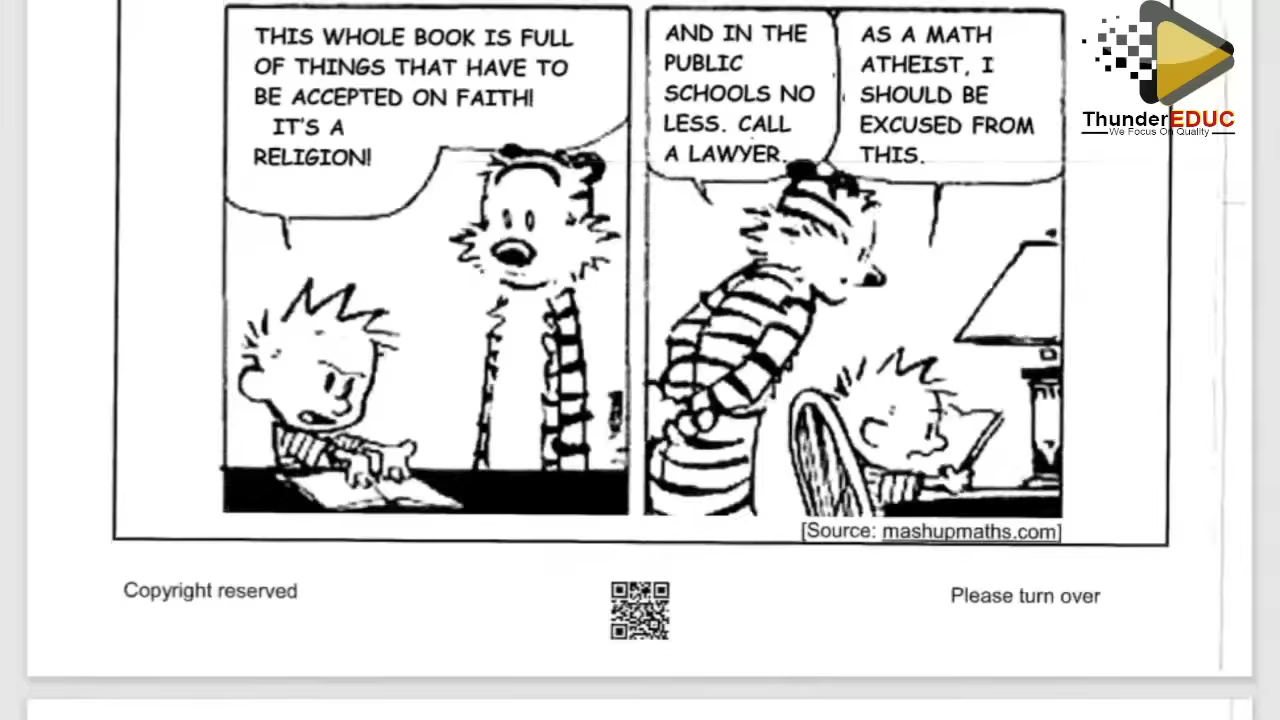 THIS WHOLE BOOK IS FULL
OF THINGS THAT HAVE TO
BE ACCEPTED ON FAITH!
IT'S A
RELIGION!
AND IN THE
PUBLIC
SCHOOLS NO
LESS. CALL
A LAWYER.
AS A MATH
ATHEIST, I
SHOULD BE
EXCUSED FROM
THIS.
ThunderEDUC
We Focus On Quality
[Source: mashupmaths.com]
Copyright reserved
Please turn over